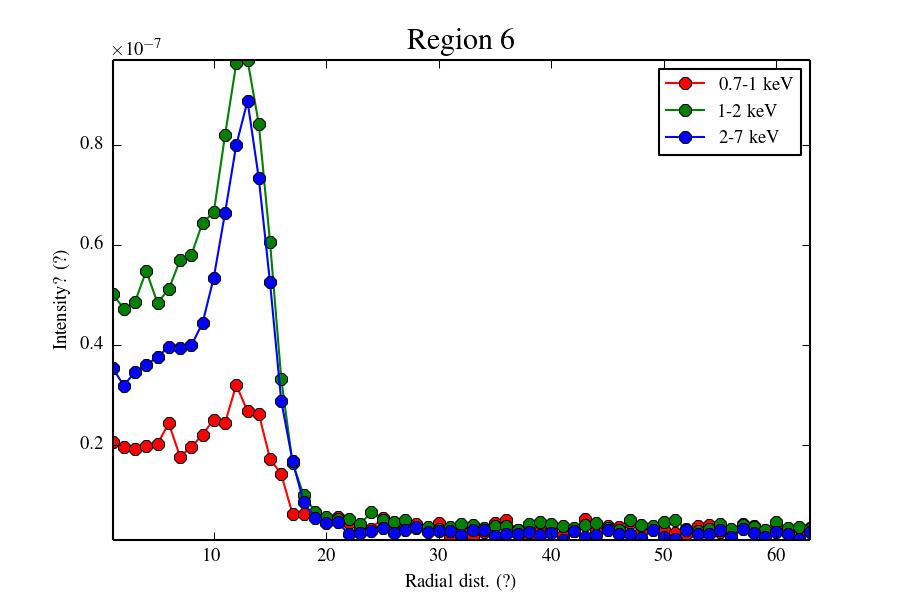 Region 6
×10⁻⁷
0.7-1 keV
1-2 keV
2-7 keV
0.8
0.6
0.4
0.2
Intensity? (?)
10 20 30 40 50 60
Radial dist. (?)